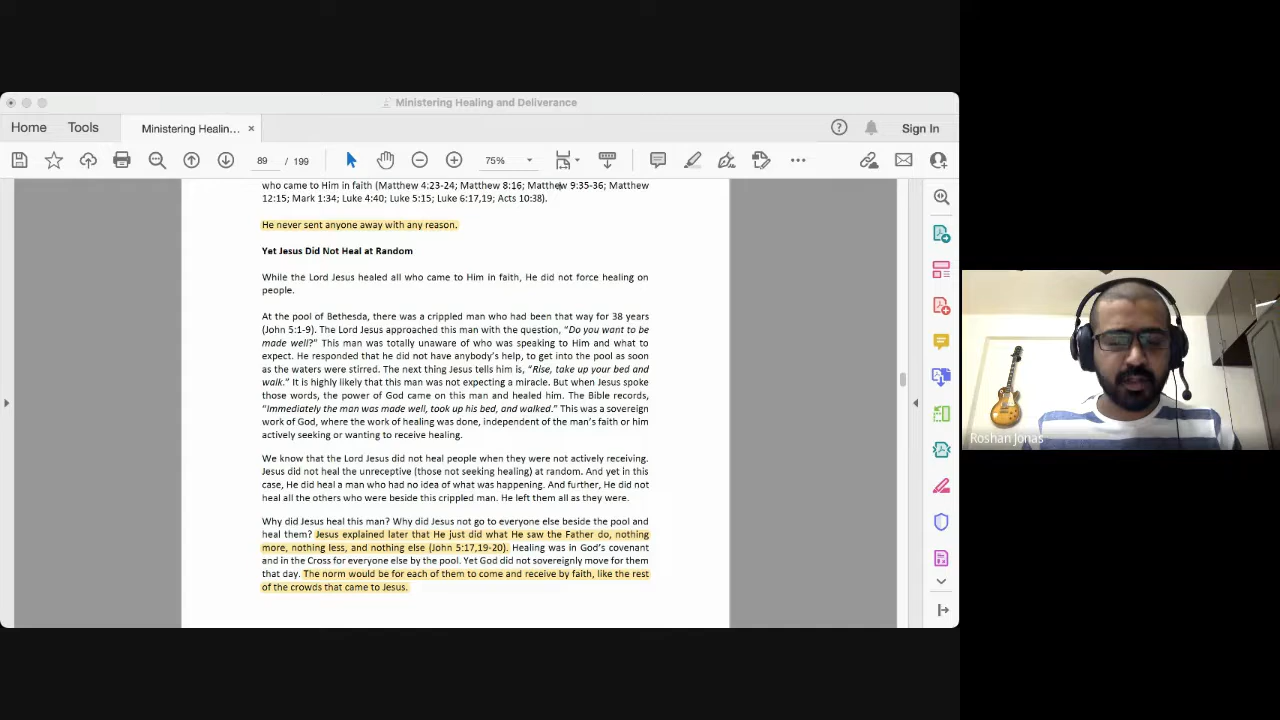 Ministering Healing and Deliverance
Home
Tools
Ministering Healin...
×
Sign In
89 / 199
75%
who came to Him in faith (Matthew 4:23-24; Matthew 8:16; Matthew 9:35-36; Matthew
12:15; Mark 1:34; Luke 4:40; Luke 5:15; Luke 6:17,19; Acts 10:38).
He never sent anyone away with any reason.
Yet Jesus Did Not Heal at Random
While the Lord Jesus healed all who came to Him in faith, He did not force healing on
people.
At the pool of Bethesda, there was a crippled man who had been that way for 38 years
(John 5:1-9). The Lord Jesus approached this man with the question, “Do you want to be
made well?” This man was totally unaware of who was speaking to Him and what to
expect. He responded that he did not have anybody’s help, to get into the pool as soon
as the waters were stirred. The next thing Jesus tells him is, “Rise, take up your bed and
walk.” It is highly likely that this man was not expecting a miracle. But when Jesus spoke
those words, the power of God came on this man and healed him. The Bible records,
“Immediately the man was made well, took up his bed, and walked.” This was a sovereign
work of God, where the work of healing was done, independent of the man’s faith or him
actively seeking or wanting to receive healing.
We know that the Lord Jesus did not heal people when they were not actively receiving.
Jesus did not heal the unreceptive (those not seeking healing) at random. And yet in this
case, He did heal a man who had no idea of what was happening. And further, He did not
heal all the others who were beside this crippled man. He left them all as they were.
Why did Jesus heal this man? Why did Jesus not go to everyone else beside the pool and
heal them? Jesus explained later that He just did what He saw the Father do, nothing
more, nothing less, and nothing else (John 5:17,19-20). Healing was in God’s covenant
and in the Cross for everyone else by the pool. Yet God did not sovereignly move for them
that day. The norm would be for each of them to come and receive by faith, like the rest
of the crowds that came to Jesus.
Roshan Jonas